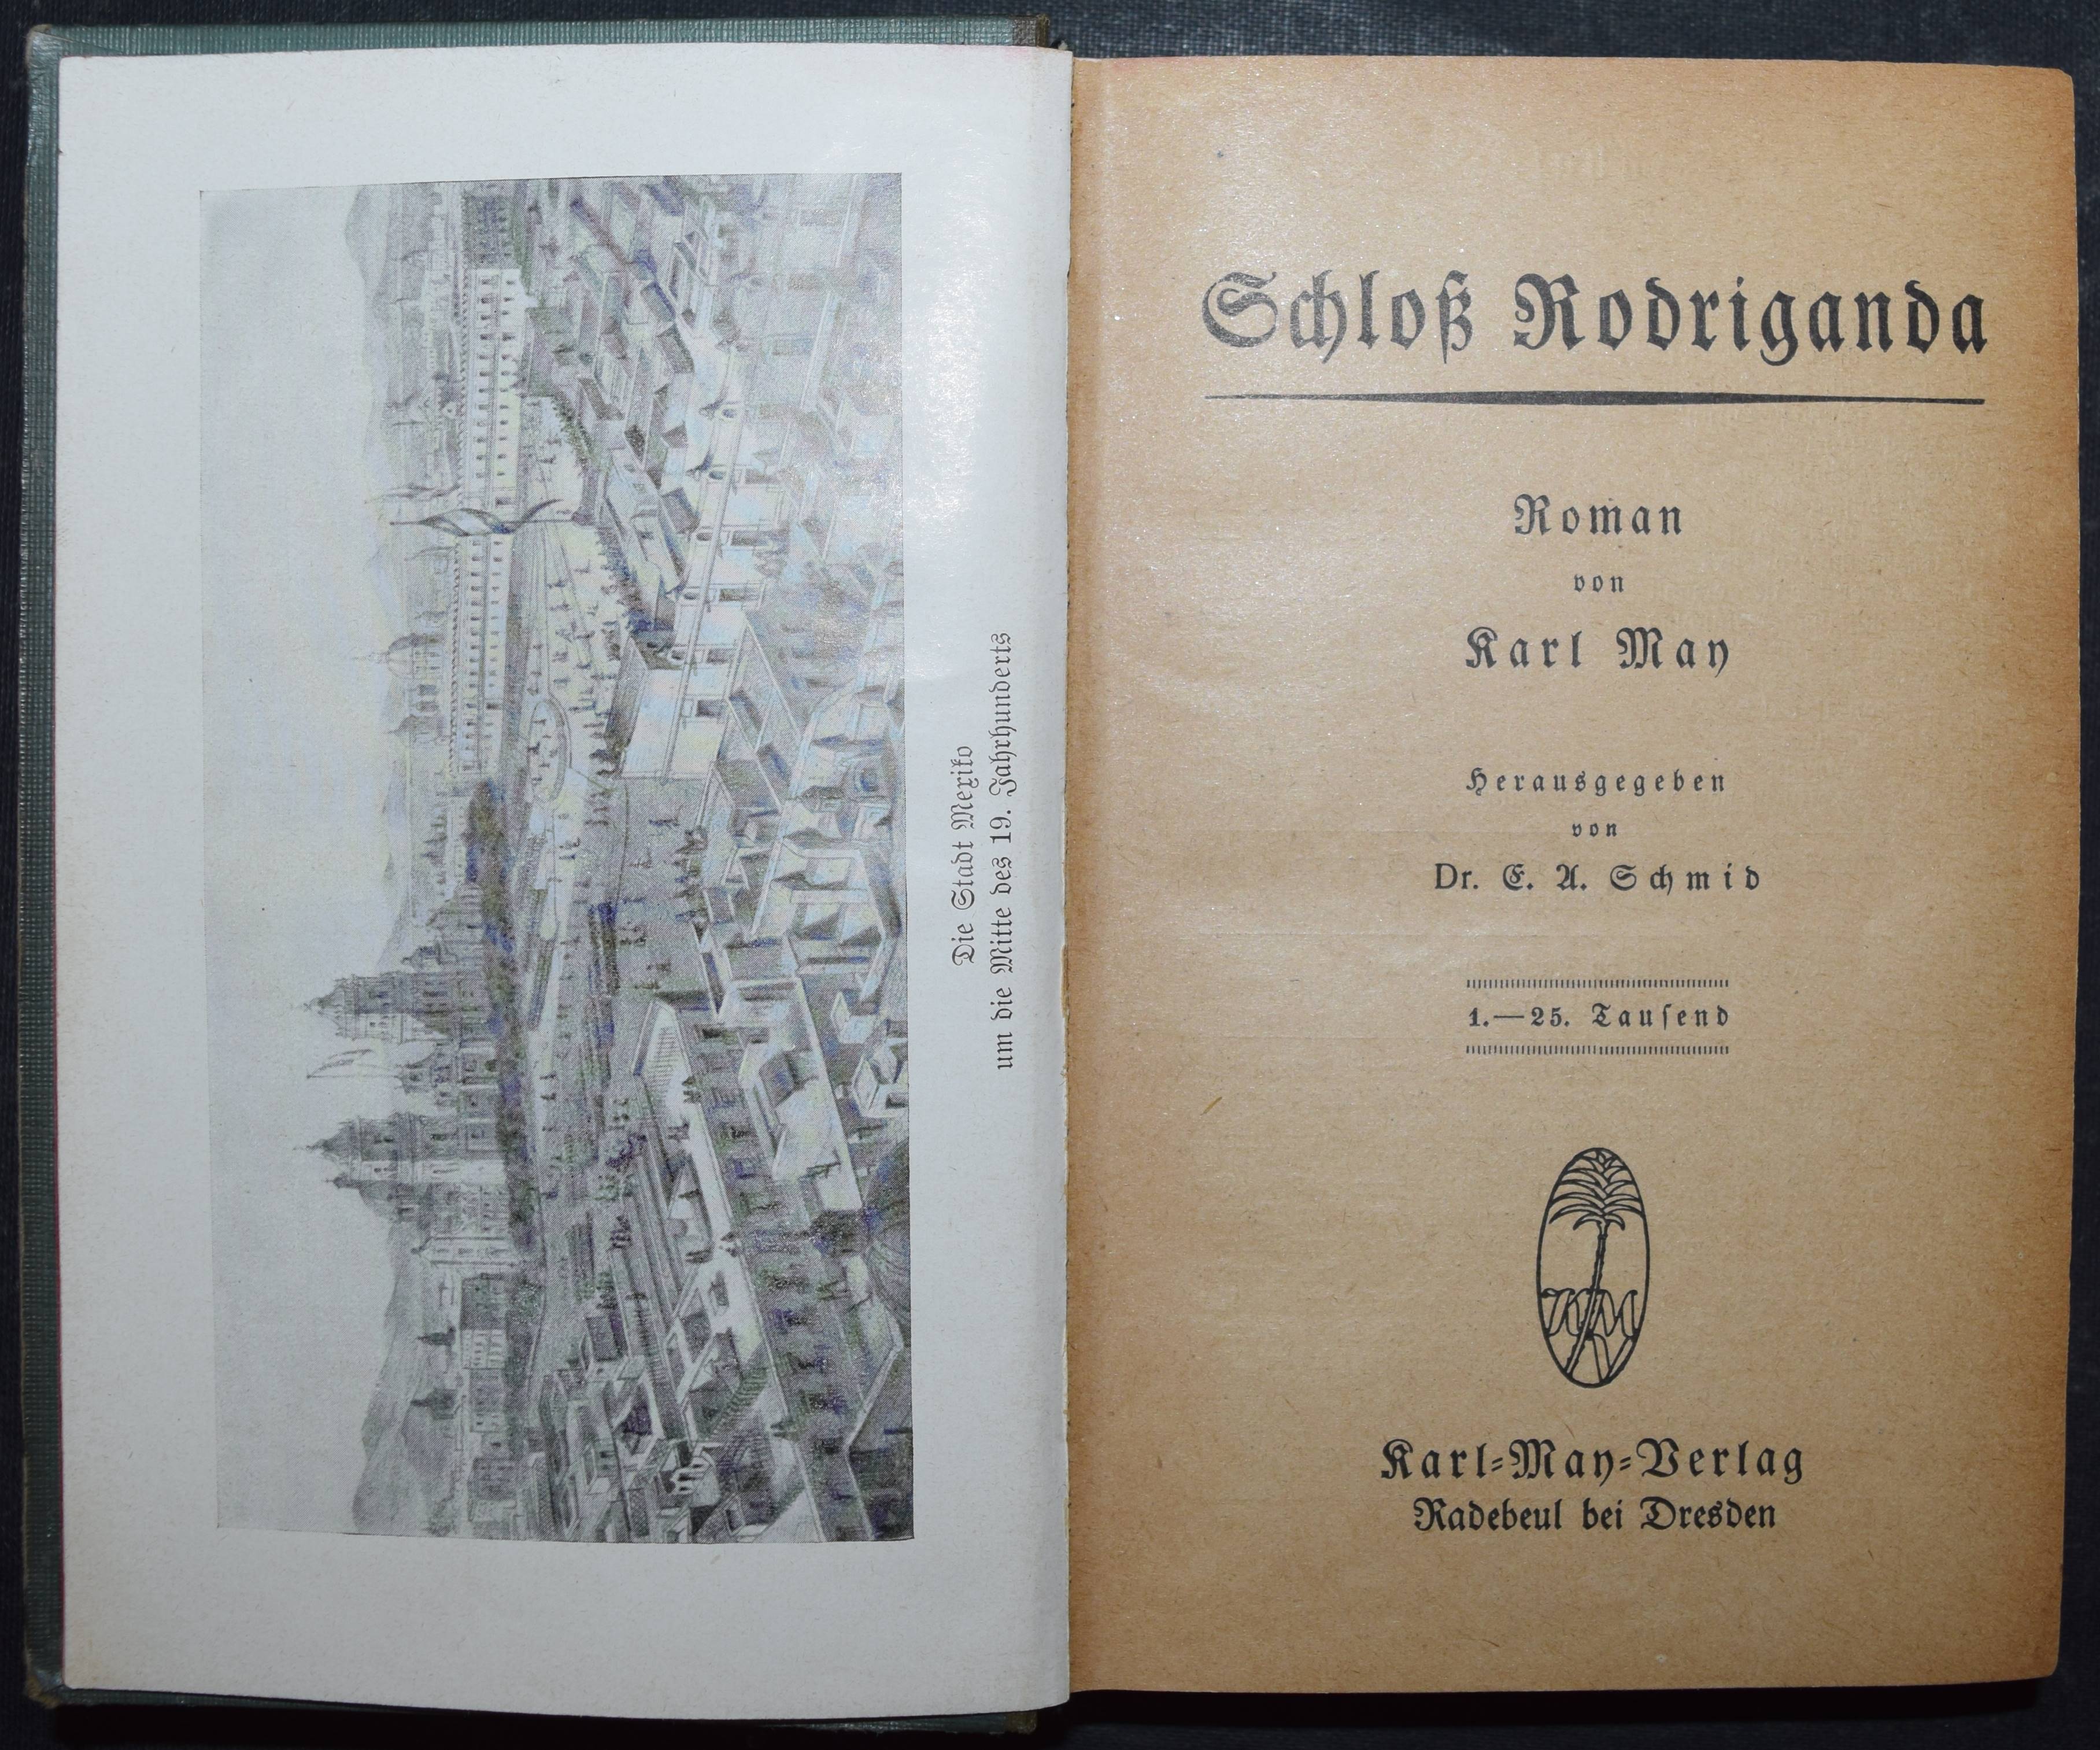 Die Stadt Mexiko
um die Mitte des 19. Jahrhunderts
Schloß Rodriganda
Roman
von
Karl May
Herausgegeben
von
Dr. E. A. Schmid
1.—25. Tausend
KM
Karl-May-Verlag
Radebeul bei Dresden